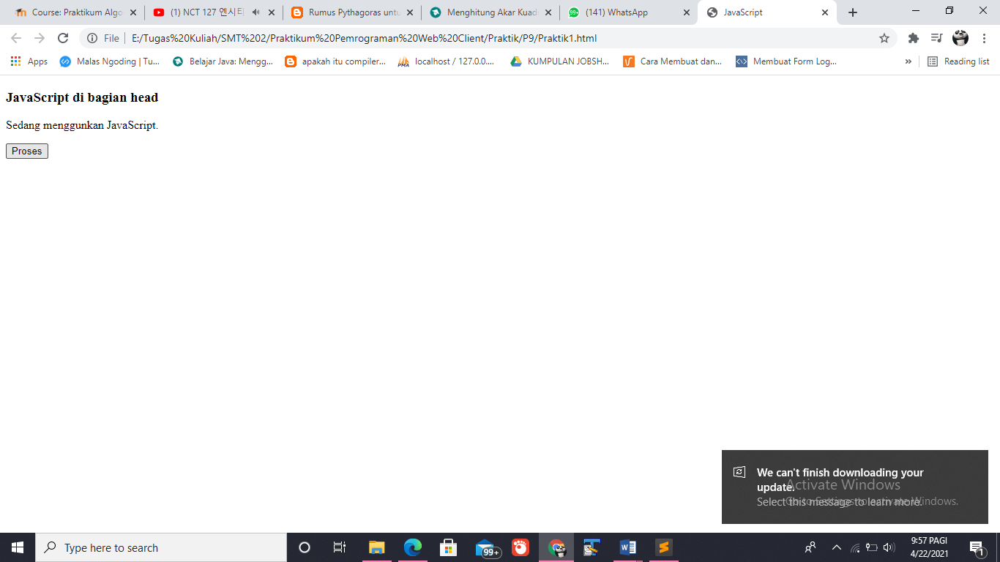 Course: Praktikum Algo
(1) NCT 127 엔시티
Rumus Pythagoras untu
Menghitung Akar Kuad
99+
(141) WhatsApp
JavaScript
File
E:/Tugas%20Kuliah/SMT%202/Praktikum%20Pemrograman%20Web%20Client/Praktik/P9/Praktik1.html
Apps
Malas Ngoding | Tu...
Belajar Java: Mengg...
apakah itu compiler...
PMA
localhost / 127.0.0....
KUMPULAN JOBSH...
Cara Membuat dan...
Membuat Form Log...
»
Reading list
JavaScript di bagian head
Sedang menggunkan JavaScript.
Proses
We can't finish downloading your
update.
Select this message to learn more.
Activate Windows
Go to Settings to activate Windows.
Type here to search
99+
9:57 PAGI
4/22/2021
1